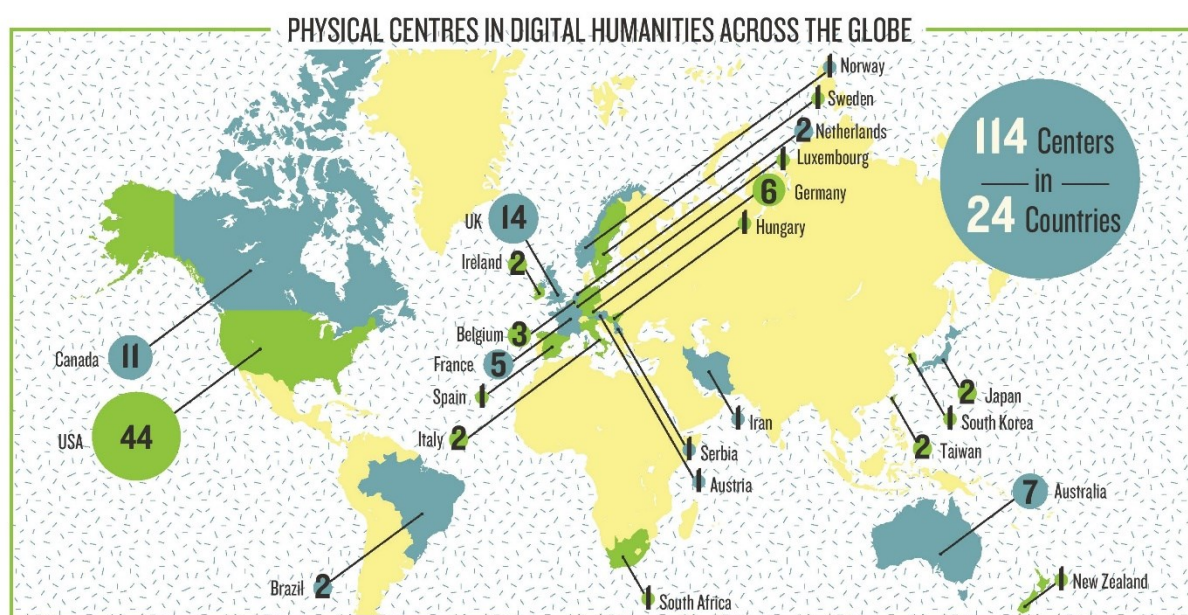 PHYSICAL CENTRES IN DIGITAL HUMANITIES ACROSS THE GLOBE
1 Norway
1 Sweden
2 Netherlands
1 Luxembourg
6 Germany
1 Hungary
114 Centers
in
24 Countries
UK 14
Ireland 2
Belgium 3
France 5
Spain 1
Italy 2
Canada 11
USA 44
Brazil 2
1 Iran
1 Serbia
1 Austria
2 Japan
1 South Korea
2 Taiwan
7 Australia
1 New Zealand
1 South Africa